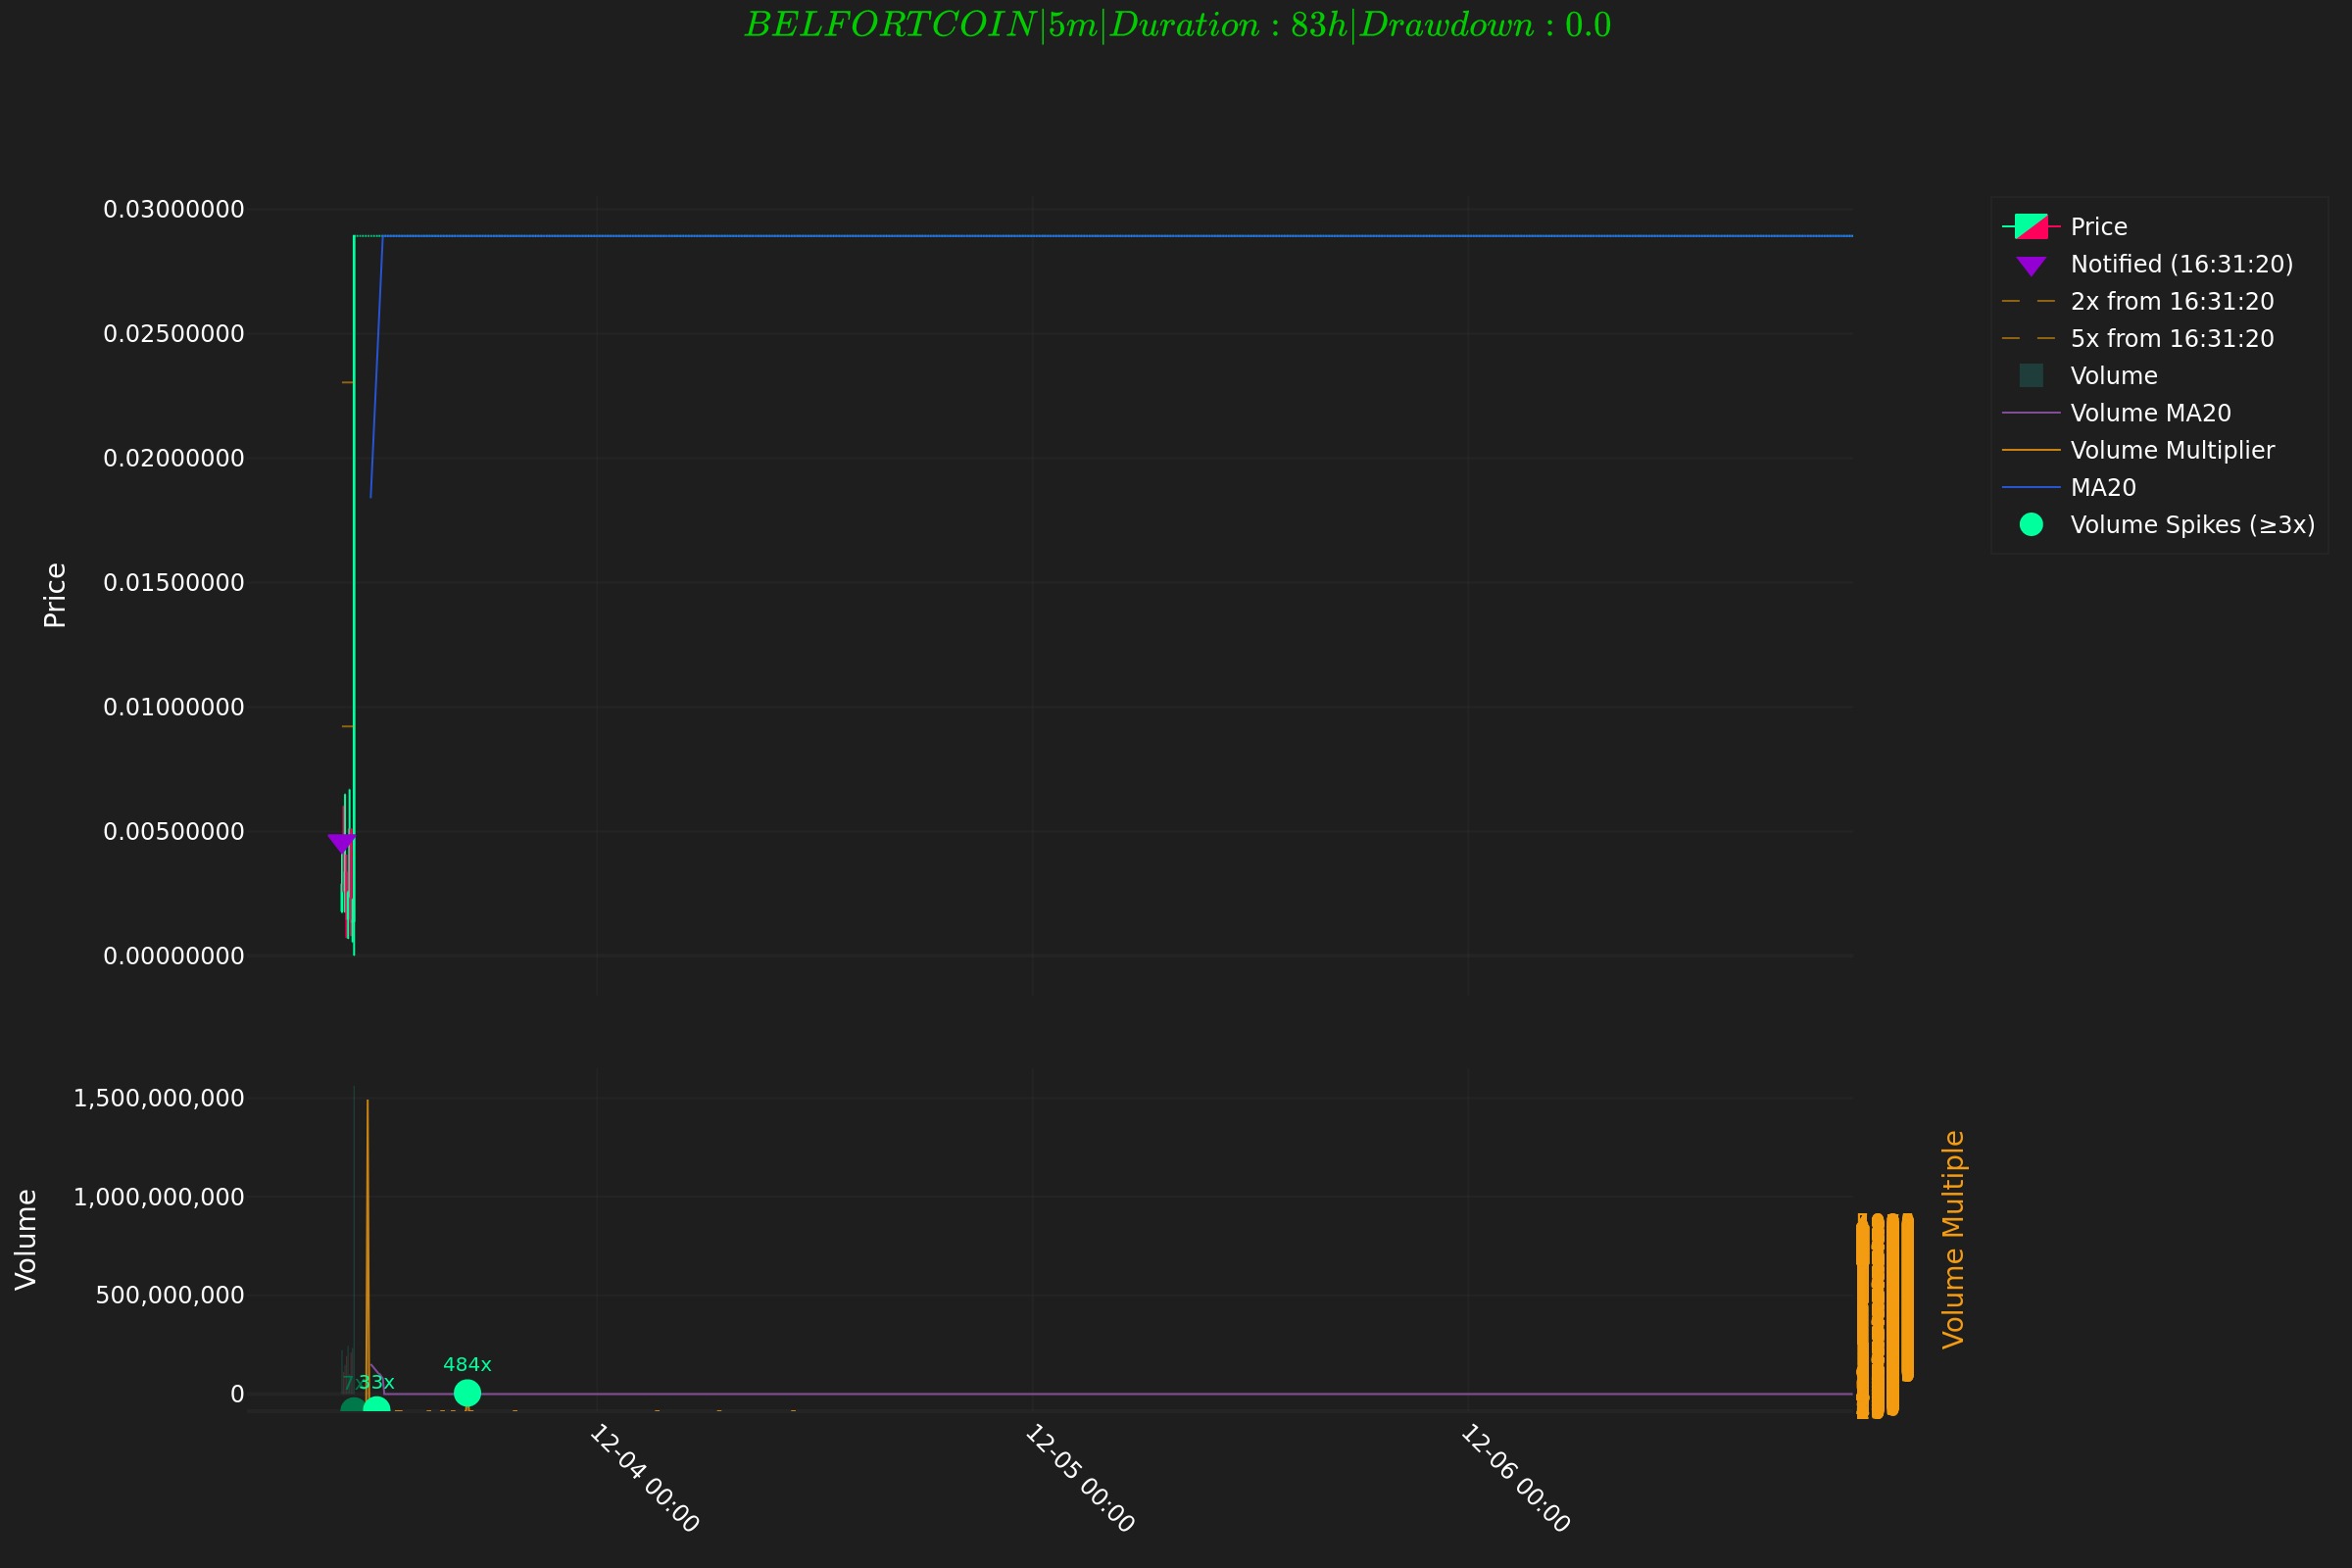 BELFORTCOIN|5m|Duration : 83h|Drawdown : 0.0
0.03000000
0.02500000
0.02000000
0.01500000
0.01000000
0.00500000
0.00000000
Price
Price
Notified (16:31:20)
2x from 16:31:20
5x from 16:31:20
Volume
Volume MA20
Volume Multiplier
MA20
Volume Spikes (≥3x)
1,500,000,000
1,000,000,000
500,000,000
0
Volume
33x
484x
Volume Multiple
12-04 00:00
12-05 00:00
12-06 00:00